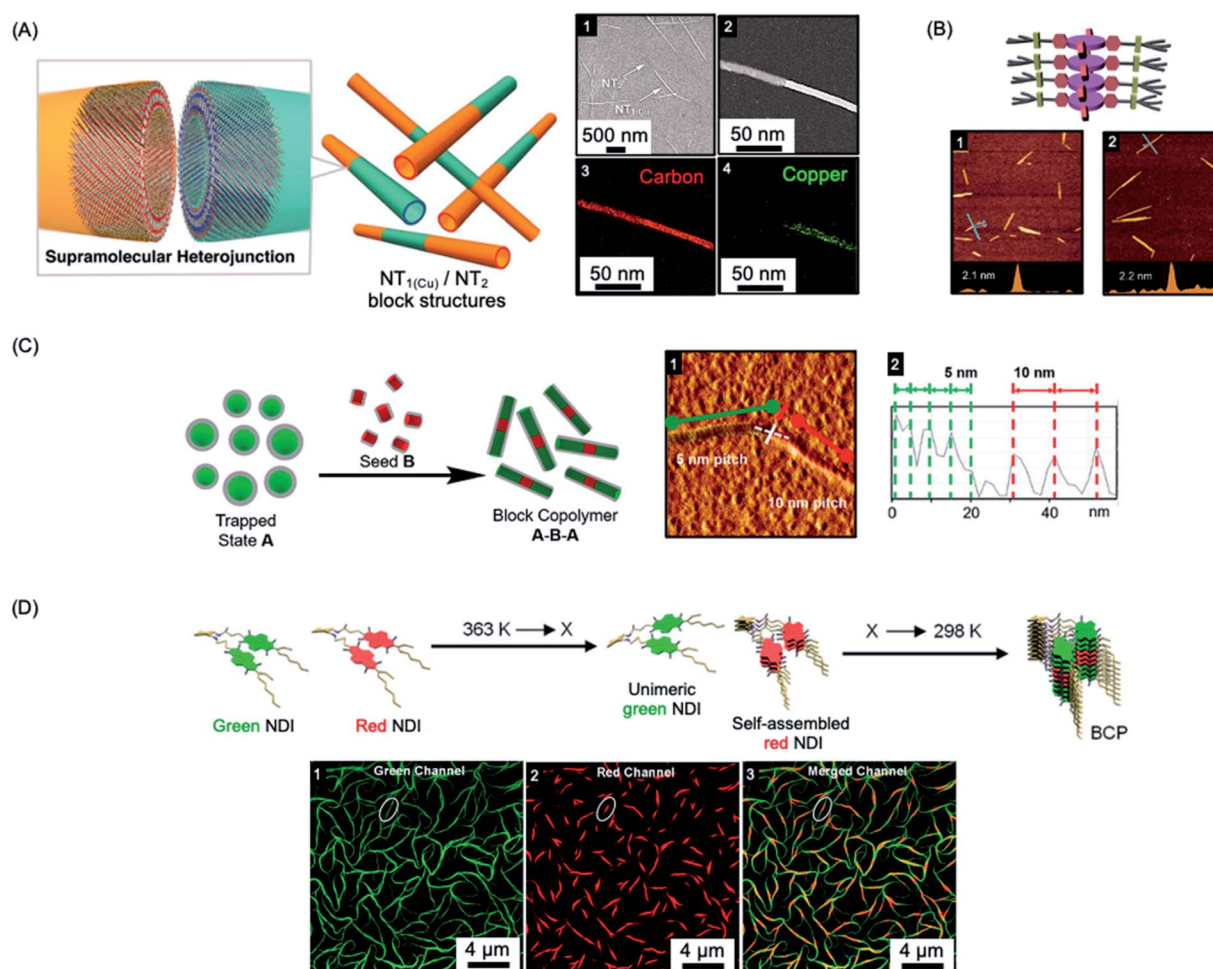 (A)
Supramolecular Heterojunction
NT1(Cu) / NT2
block structures
1
NT2
NT1(Cu)
500 nm
2
50 nm
3
Carbon
50 nm
4
Copper
50 nm
(B)
1
2.1 nm
2
2.2 nm
(C)
Trapped
State A
Seed B
Block Copolymer
A-B-A
1
5 nm pitch
10 nm pitch
2
5 nm
10 nm
0
20
40
nm
(D)
Green NDI
Red NDI
363 K → X
Unimeric
green NDI
Self-assembled
red NDI
X → 298 K
BCP
1
Green Channel
4 µm
2
Red Channel
4 µm
3
Merged Channel
4 µm